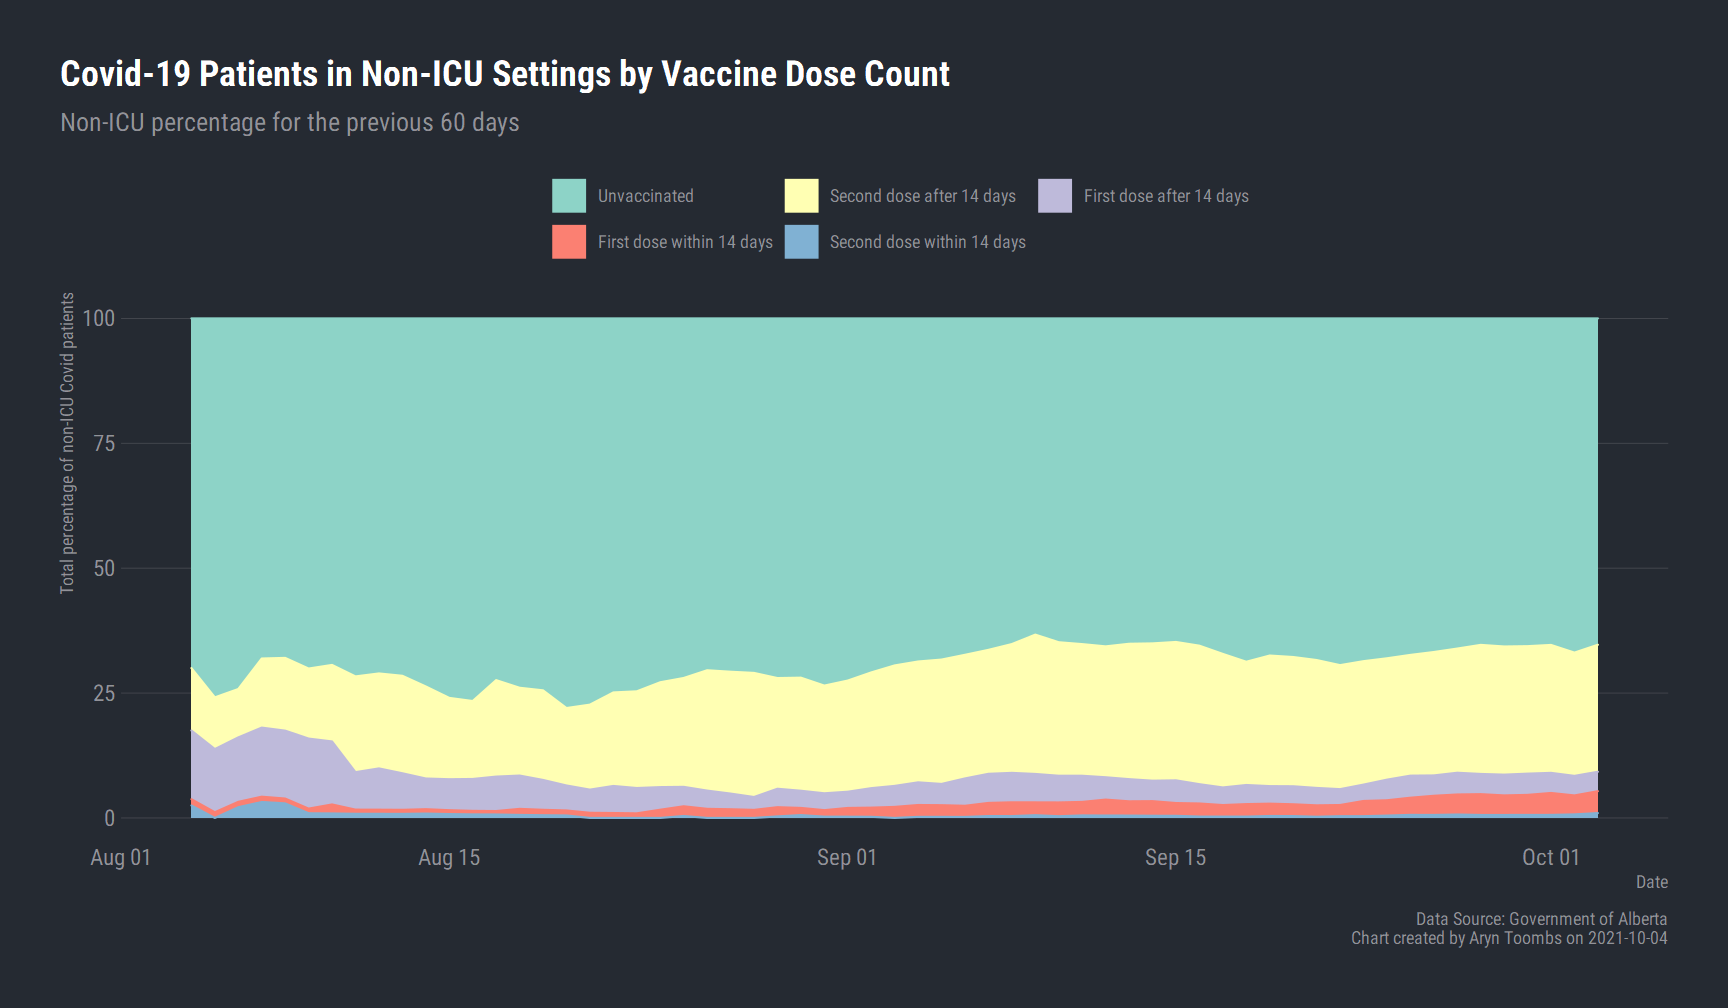 Covid-19 Patients in Non-ICU Settings by Vaccine Dose Count
Non-ICU percentage for the previous 60 days
Unvaccinated
Second dose after 14 days
First dose after 14 days
First dose within 14 days
Second dose within 14 days
Total percentage of non-ICU Covid patients
100
75
50
25
0
Aug 01
Aug 15
Sep 01
Sep 15
Oct 01
Date
Data Source: Government of Alberta
Chart created by Aryn Toombs on 2021-10-04